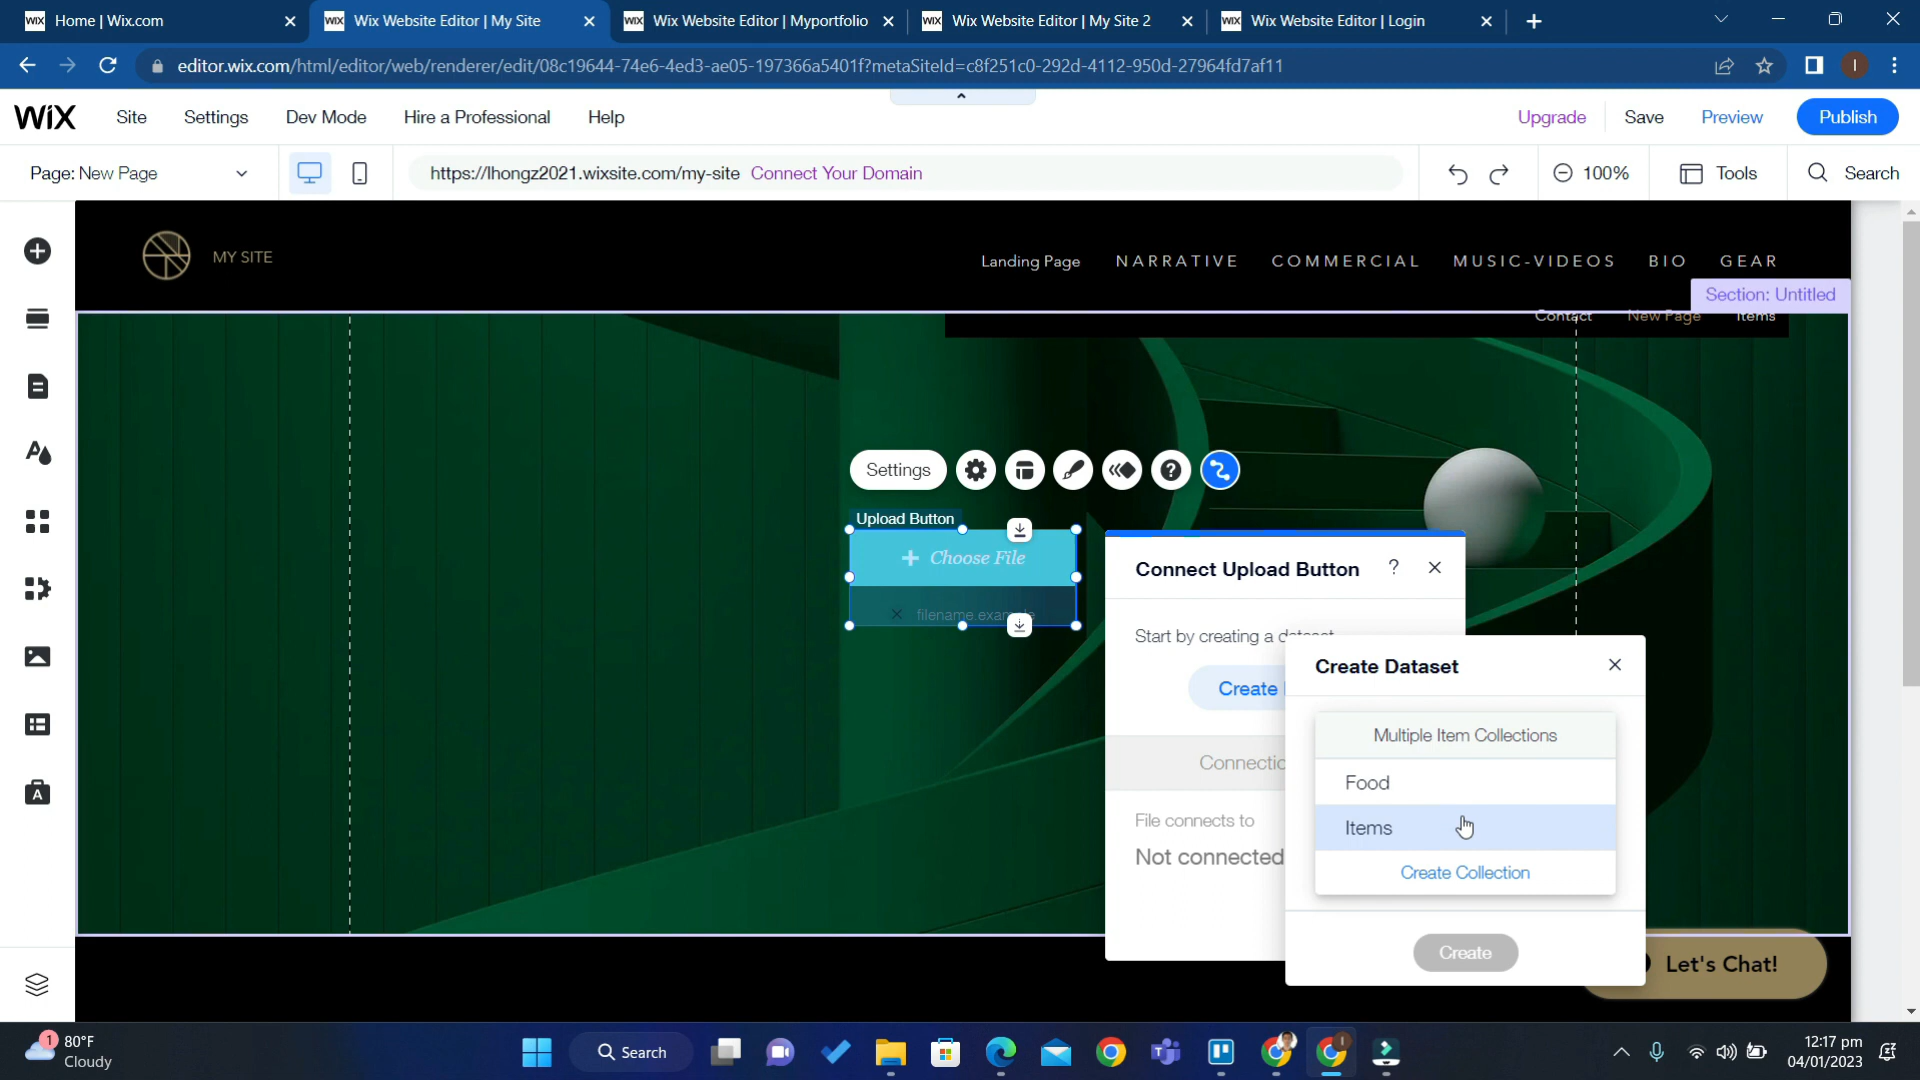 Home | Wix.com
Wix Website Editor | My Site
Wix Website Editor | Myportfolio
Wix Website Editor | My Site 2
Wix Website Editor | Login
editor.wix.com/html/editor/web/renderer/edit/08c19644-74e6-4ed3-ae05-197366a5401f?metaSiteId=c8f251c0-292d-4112-950d-27964fd7af11
WIX
Site
Settings
Dev Mode
Hire a Professional
Help
Upgrade
Save
Preview
Publish
Page: New Page
https://lhongz2021.wixsite.com/my-site Connect Your Domain
100%
Tools
Search
MY SITE
Landing Page
NARRATIVE
COMMERCIAL
MUSIC-VIDEOS
BIO
GEAR
Section: Untitled
Contact
New Page
Items
Settings
Upload Button
Choose File
Connect Upload Button
?
Start by creating a dataset
Create Dataset
Create
Multiple Item Collections
Connectio
Food
File connects to
Items
Not connected
Create Collection
Create
Let's Chat!
1
80°F
Cloudy
Search
12:17 pm
04/01/2023